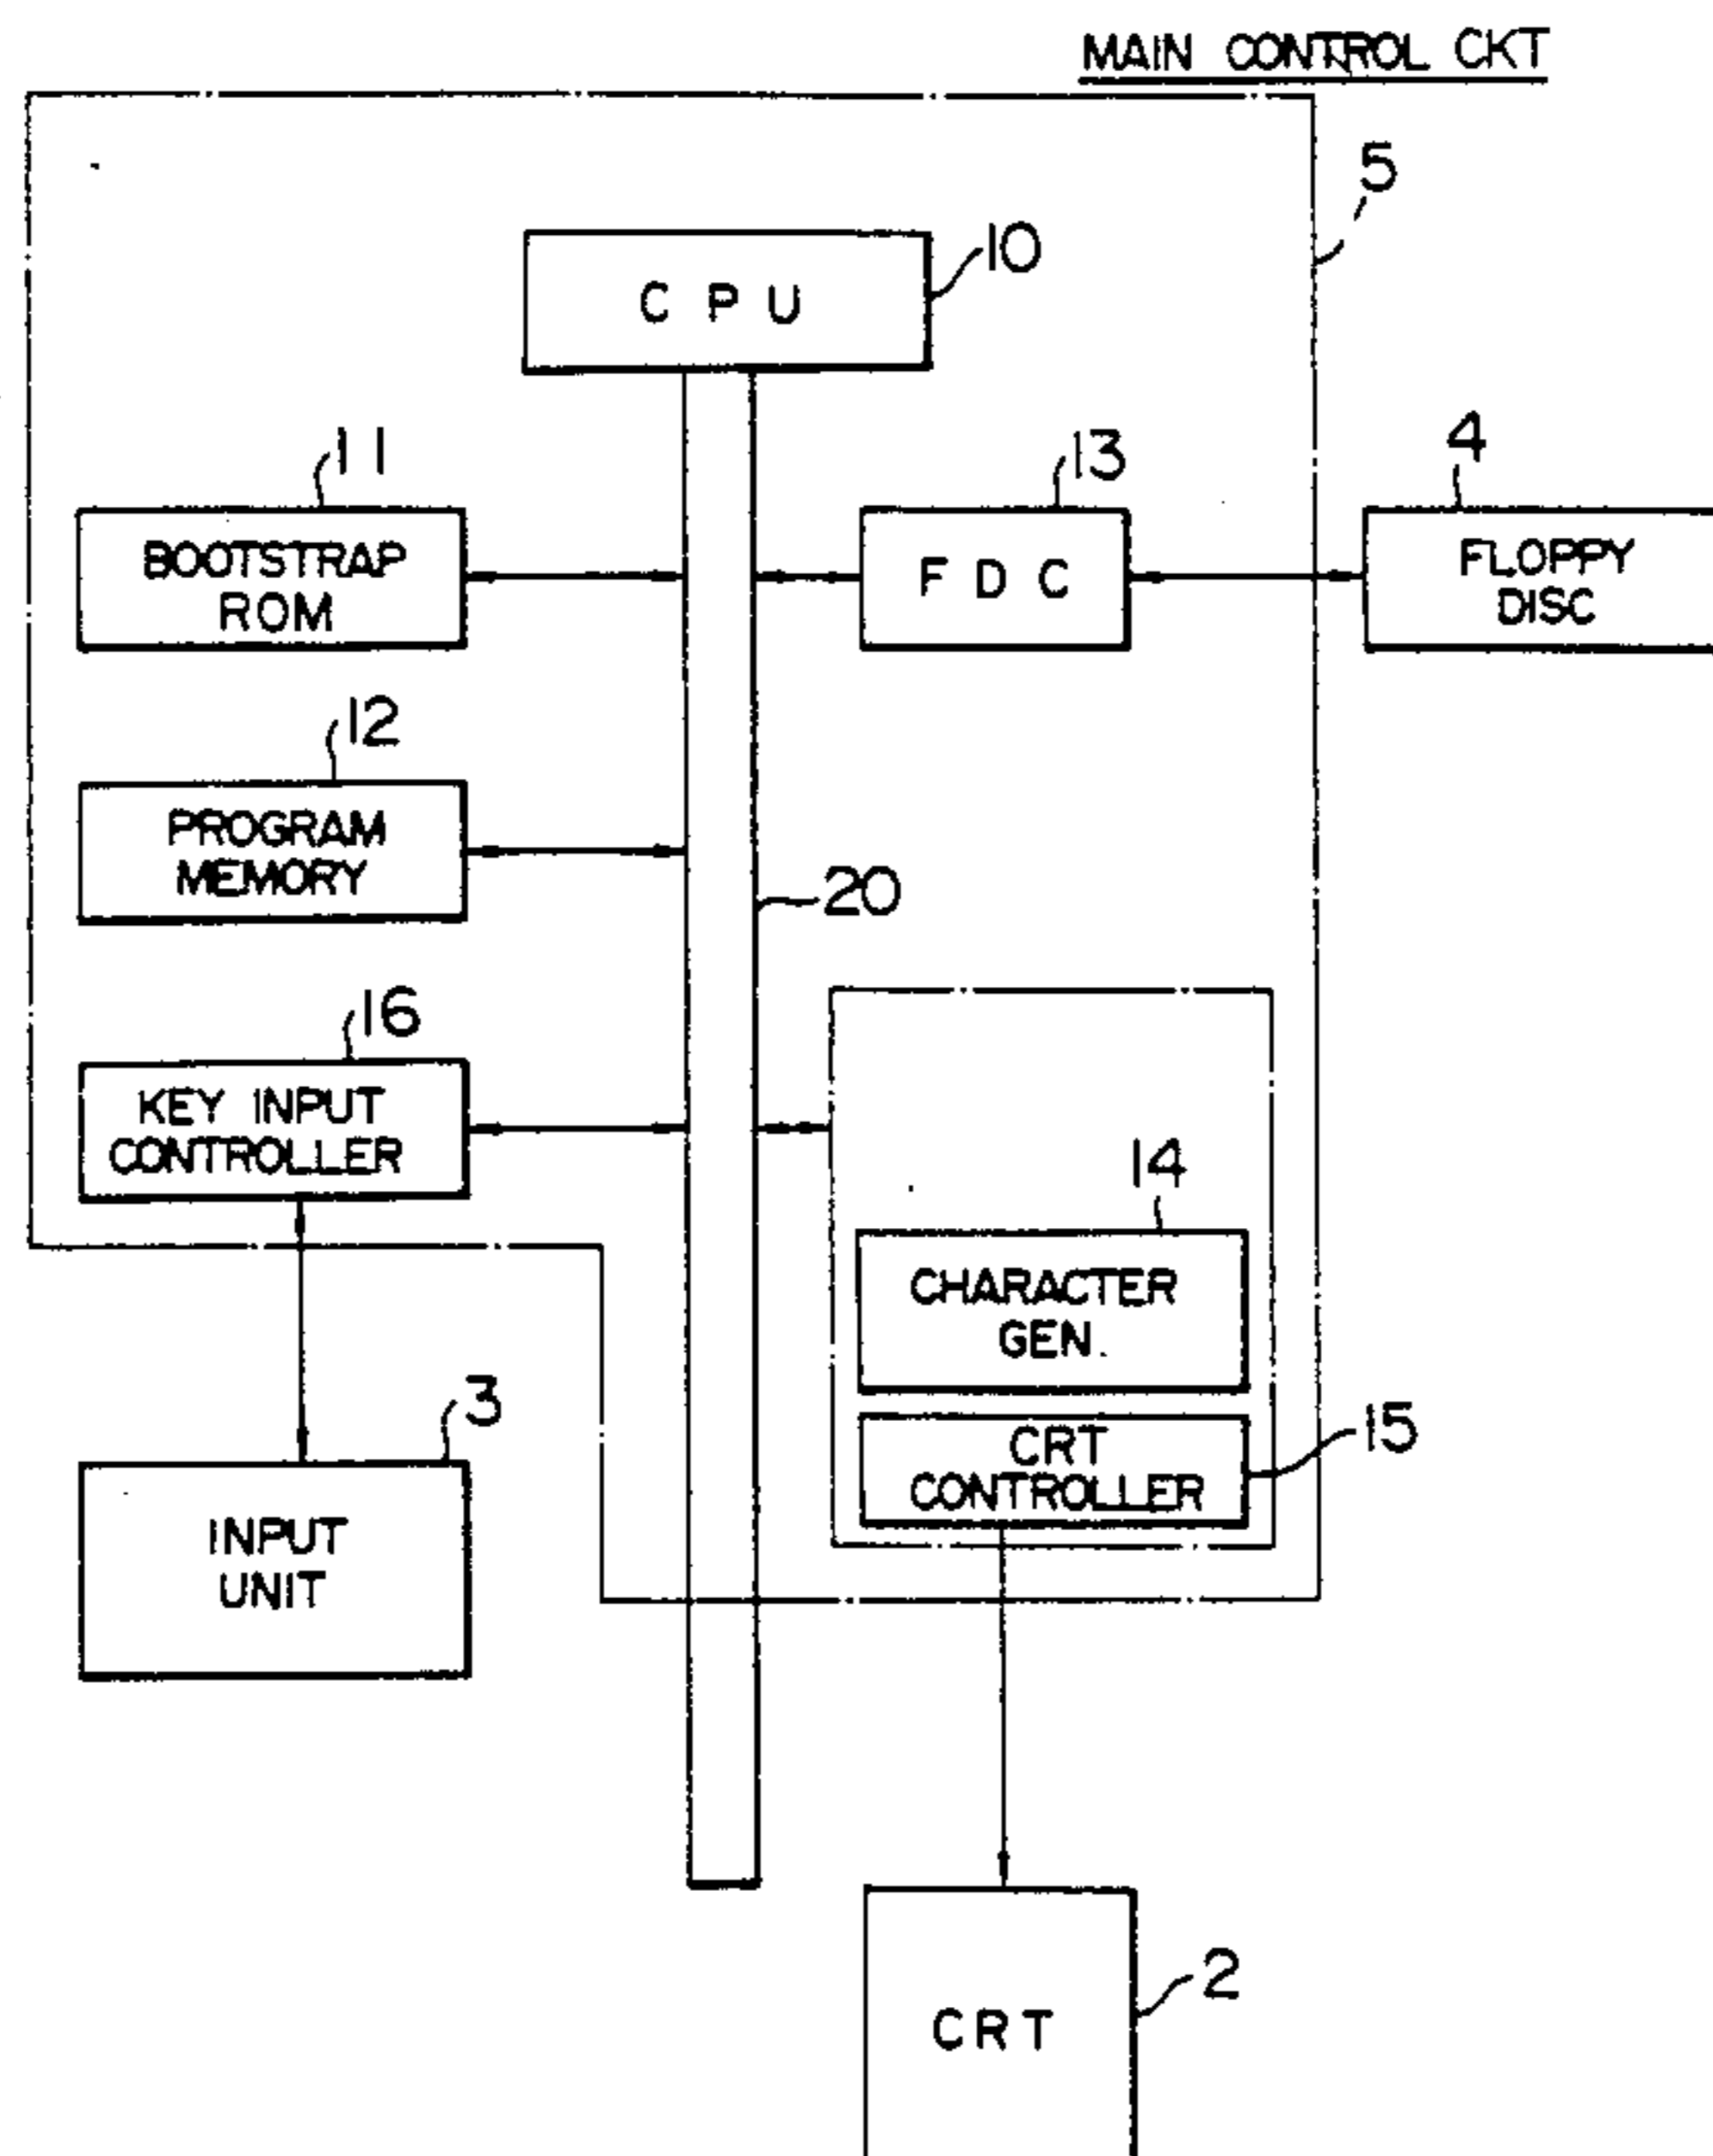 MAIN CONTROL CKT
5
10
C P U
11
13
4
BOOTSTRAP
ROM
F D C
FLOPPY
DISC
12
PROGRAM
MEMORY
20
16
KEY INPUT
CONTROLLER
14
CHARACTER
GEN.
3
15
CRT
CONTROLLER
INPUT
UNIT
2
CRT